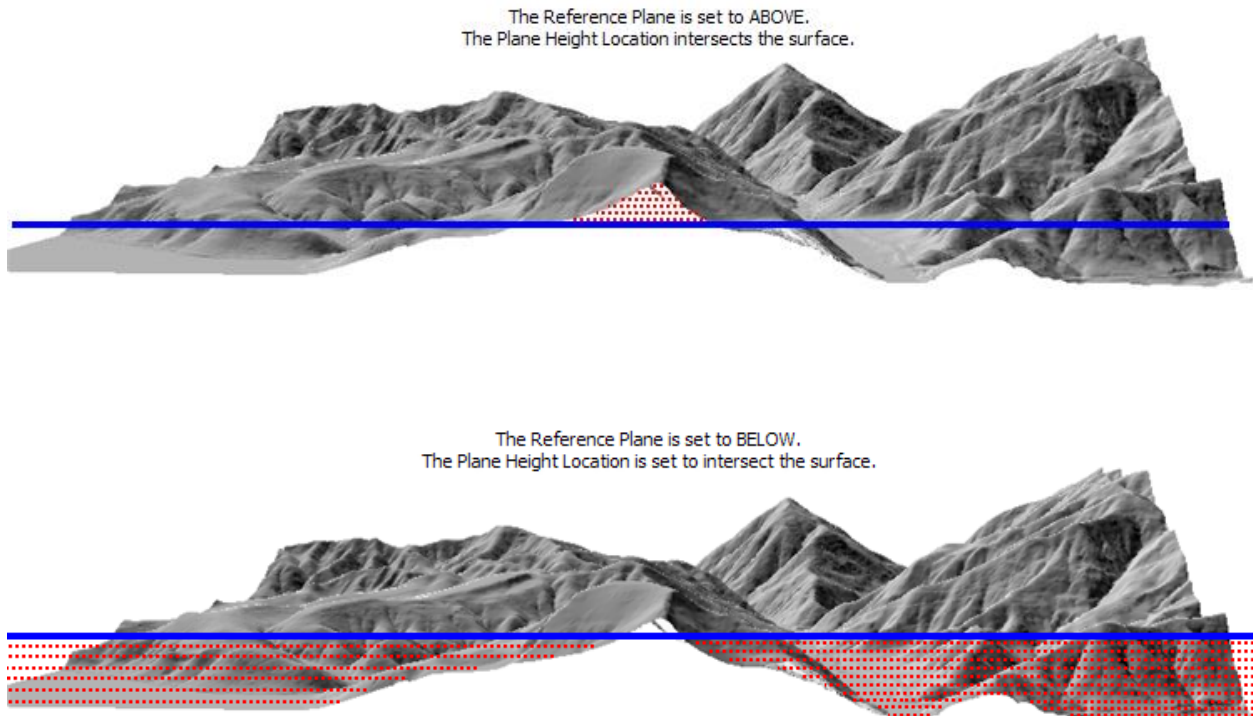 The Reference Plane is set to ABOVE.
The Plane Height Location intersects the surface.
The Reference Plane is set to BELOW.
The Plane Height Location is set to intersect the surface.